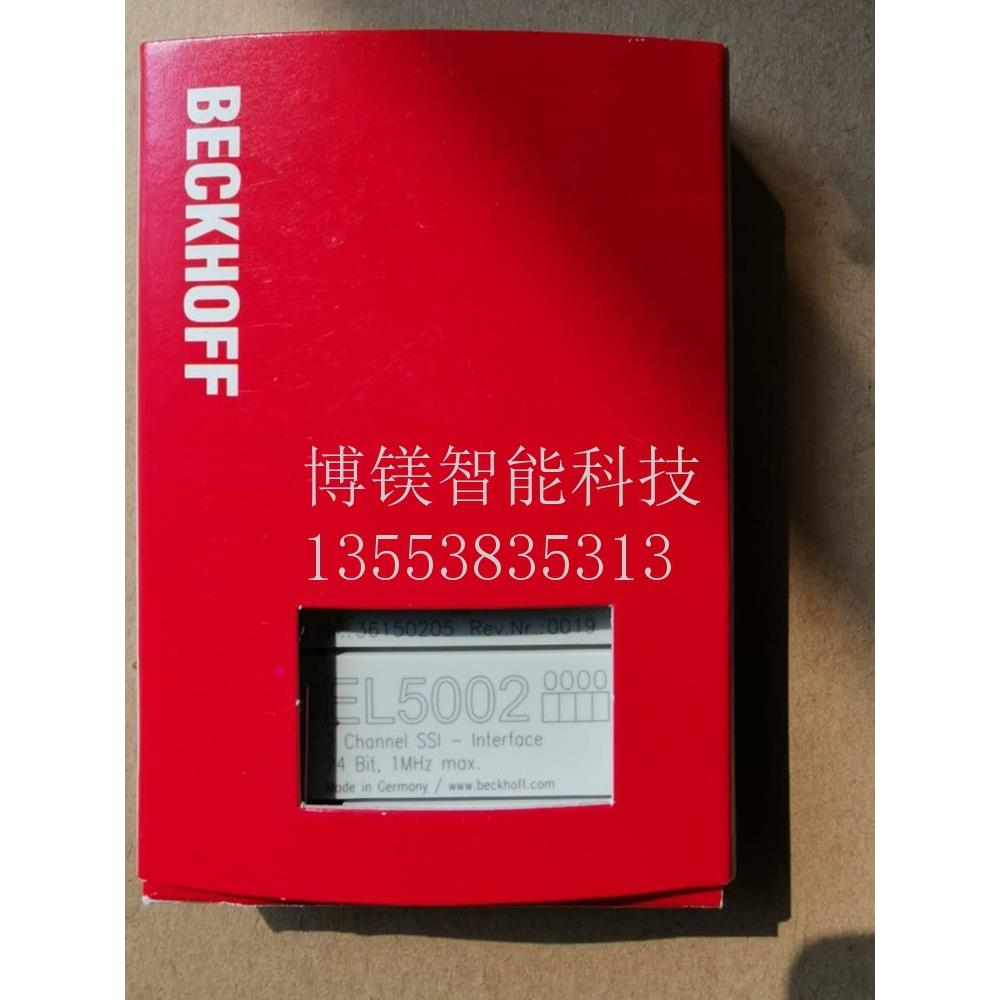 BECKHOFF
博镁智能科技
13553835313
36150205 Rev.Nr. 0019
EL5002 0000
2 Channel SSI - Interface
24 Bit, 1MHz max.
Made in Germany / www.beckhoff.com